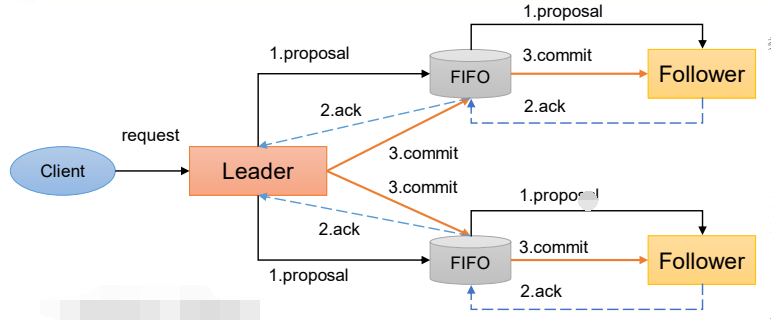 1.proposal
1.proposal
FIFO
3.commit
Follower
2.ack
2.ack
request
3.commit
Client
Leader
3.commit
1.proposal
2.ack
3.commit
FIFO
Follower
1.proposal
2.ack